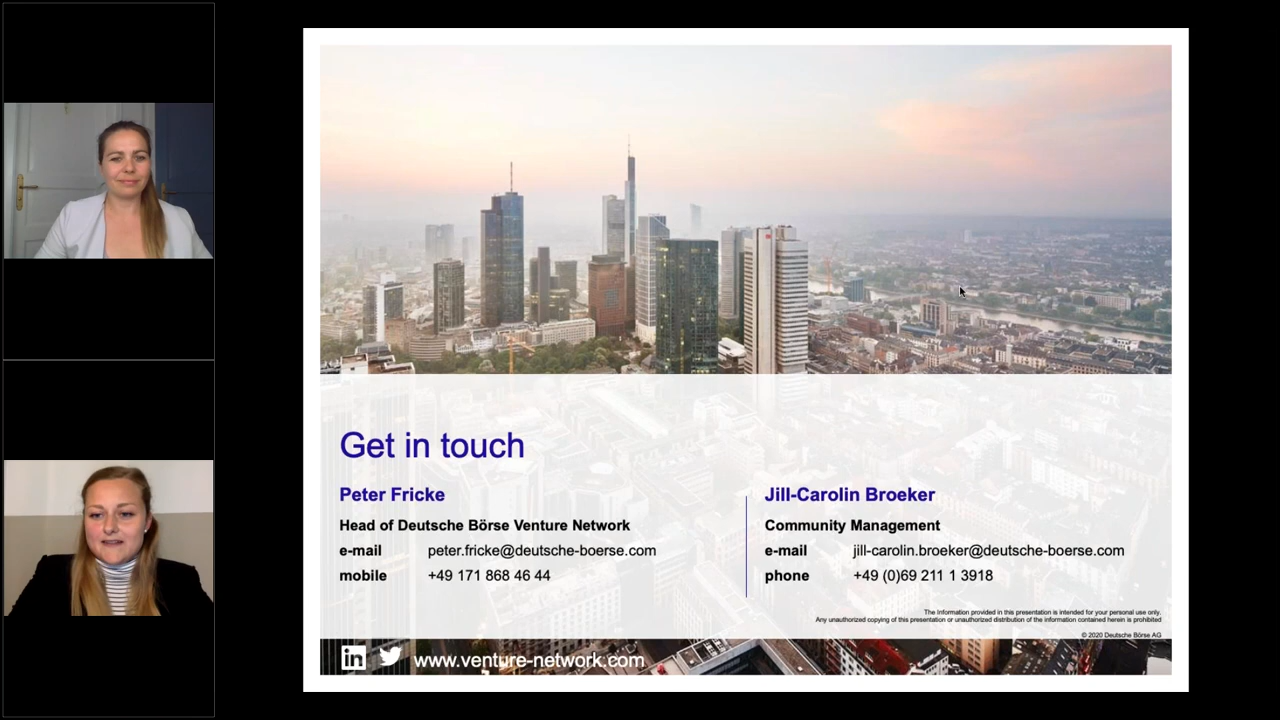 Get in touch
Peter Fricke
Head of Deutsche Börse Venture Network
e-mail peter.fricke@deutsche-boerse.com
mobile +49 171 868 46 44
Jill-Carolin Broeker
Community Management
e-mail jill-carolin.broeker@deutsche-boerse.com
phone +49 (0)69 211 1 3918
The Information provided in this presentation is intended for your personal use only.
Any unauthorized copying of this presentation or unauthorized distribution of the information contained herein is prohibited
© 2020 Deutsche Börse AG
in www.venture-network.com